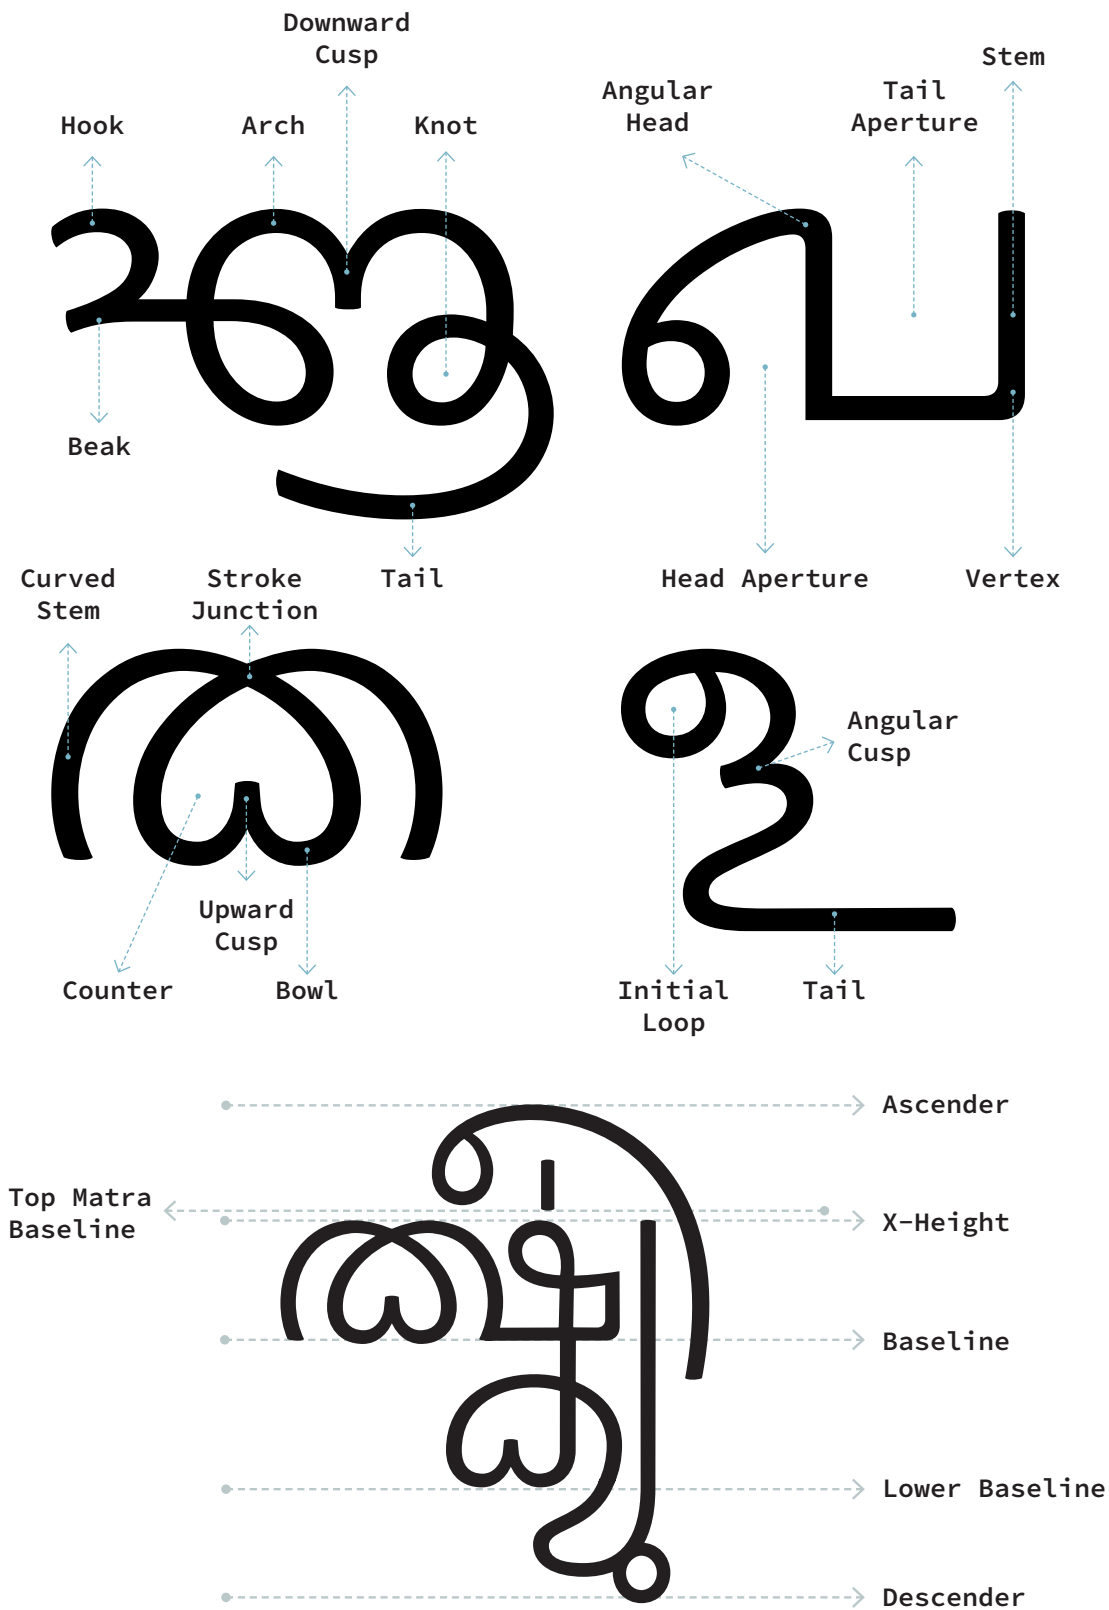 Downward
Cusp
Hook
Arch
Knot
Beak
Tail
Angular
Head
Tail
Aperture
Stem
ഖ
Head Aperture
Vertex
Curved
Stem
Stroke
Junction
Upward
Cusp
Counter
Bowl
ഉ
Angular
Cusp
Initial
Loop
Tail
Ascender
Top Matra
Baseline
X-Height
Baseline
Lower Baseline
Descender